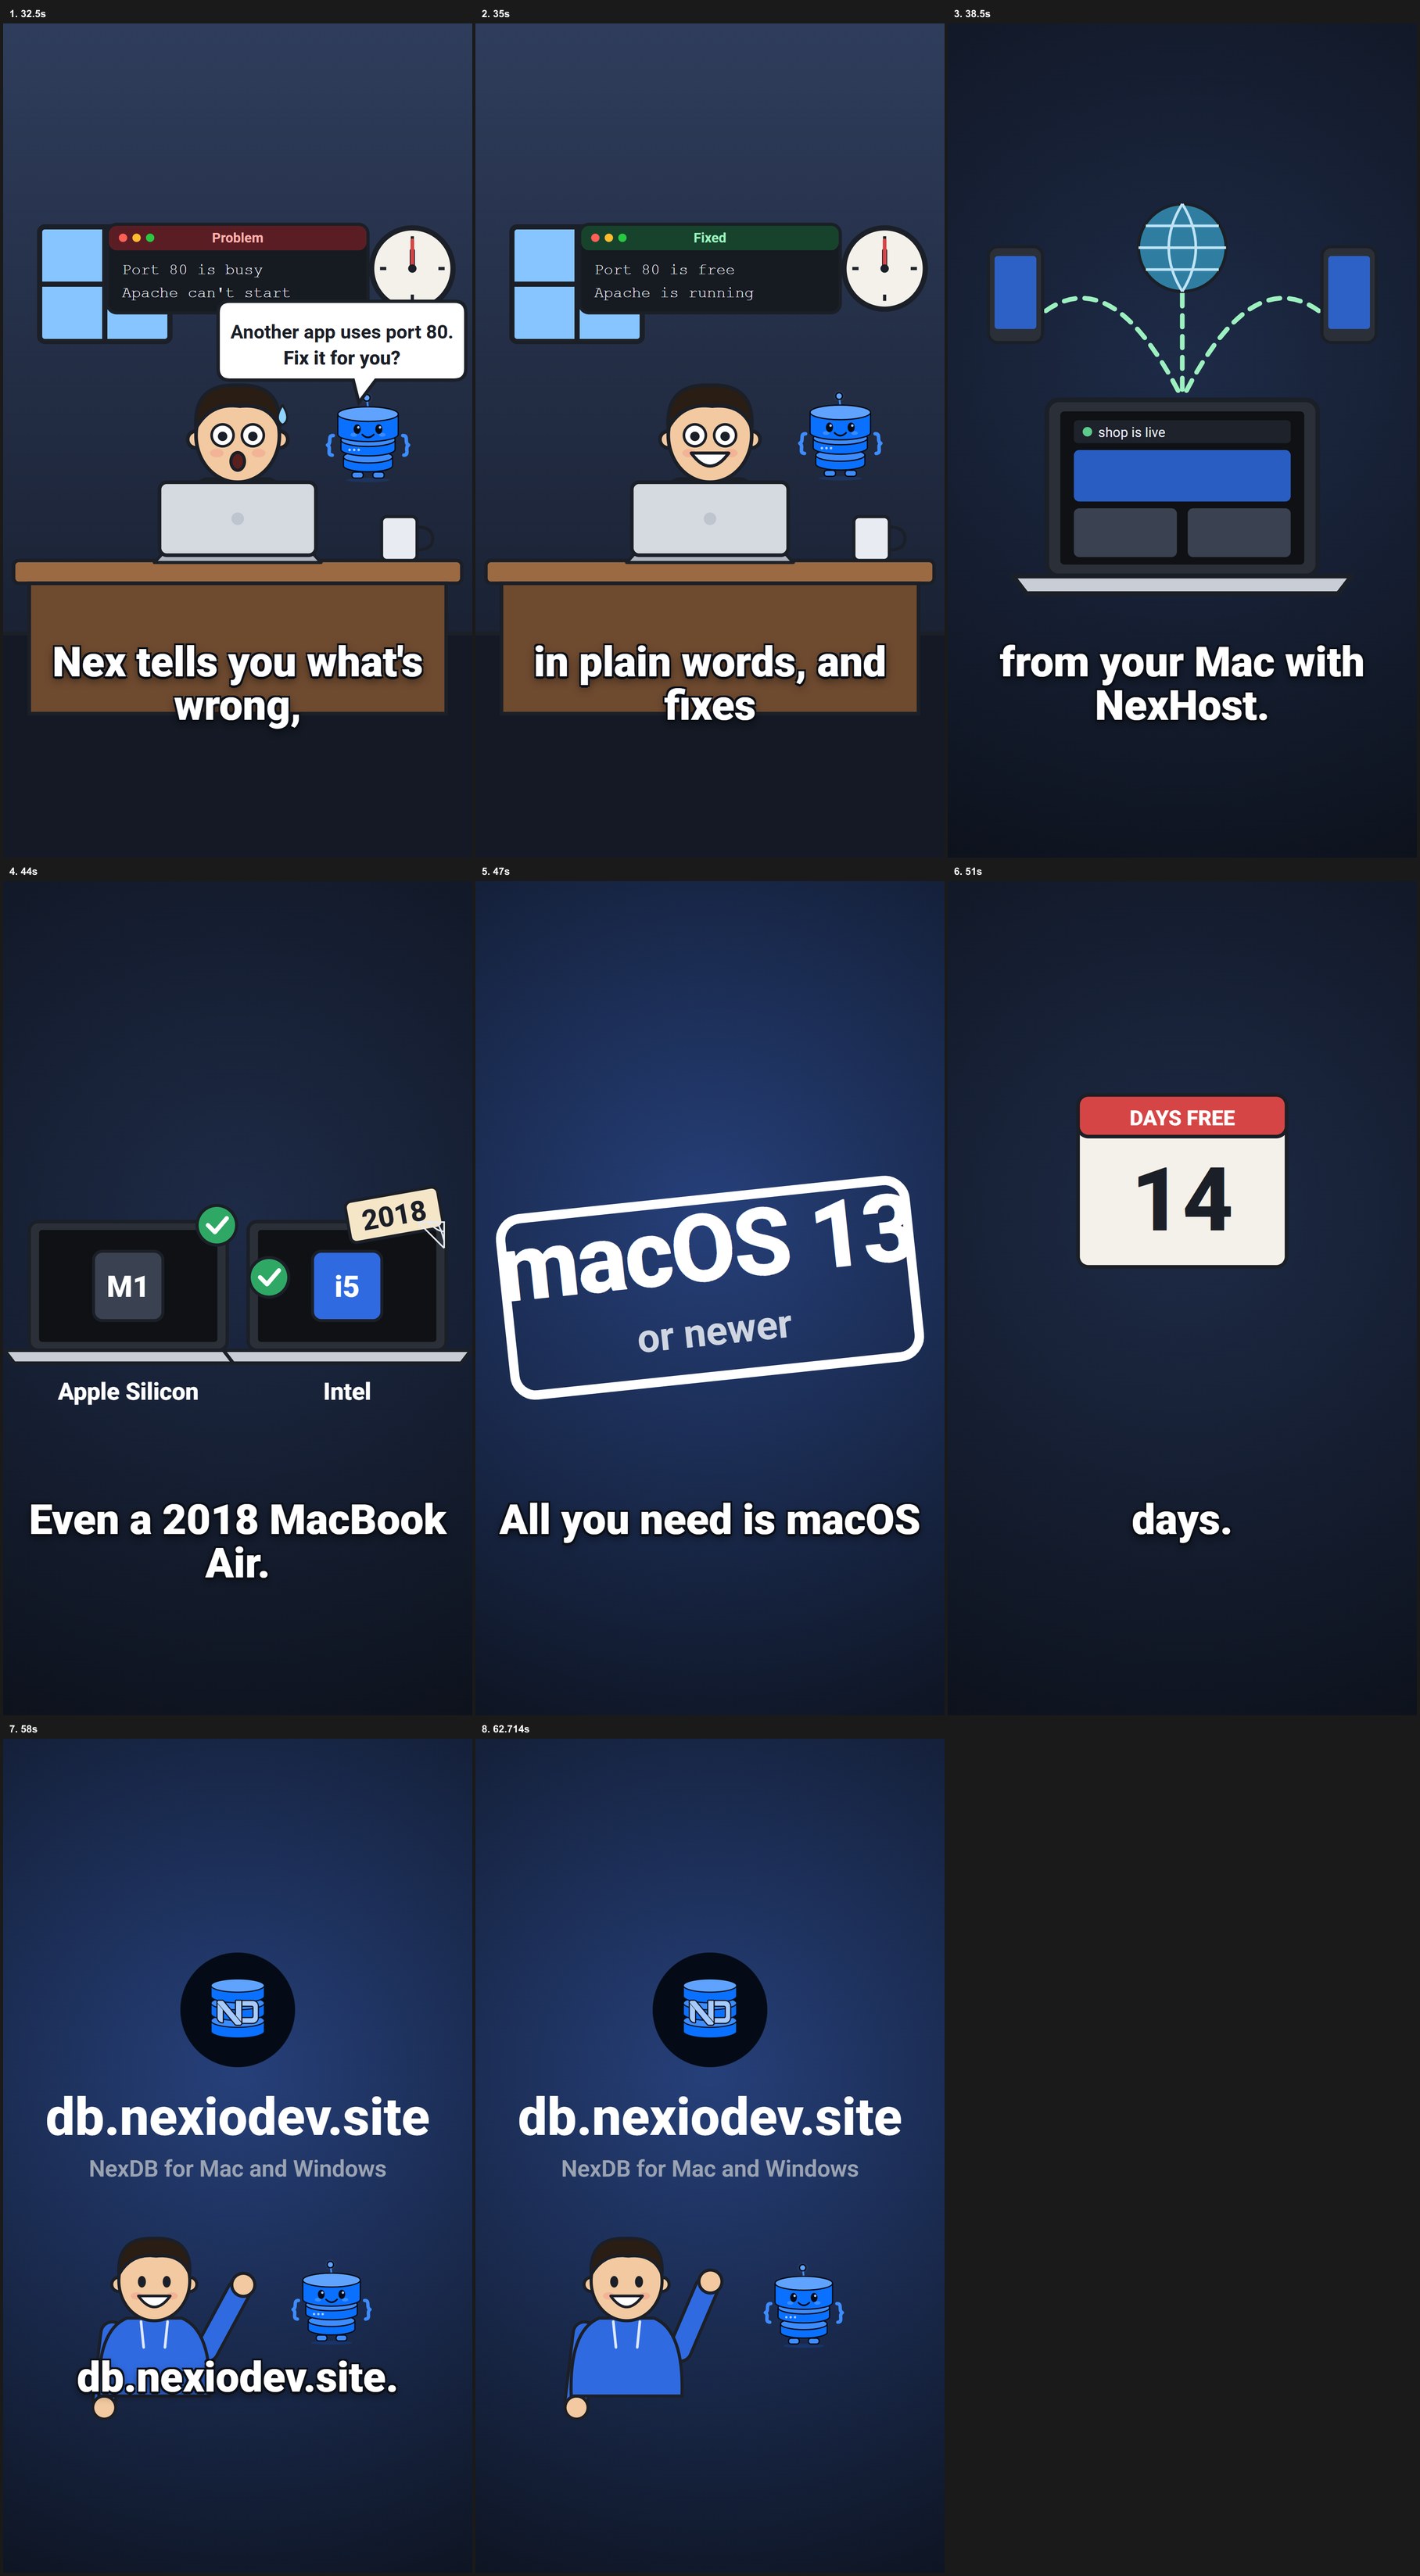 1. 32.5s
Problem
Port 80 is busy
Apache can't start
Another app uses port 80.
Fix it for you?
Nex tells you what's
wrong,
2. 35s
Fixed
Port 80 is free
Apache is running
in plain words, and
fixes
3. 38.5s
shop is live
from your Mac with
NexHost.
4. 44s
2018
M1
i5
Apple Silicon
Intel
Even a 2018 MacBook
Air.
5. 47s
macOS 13
or newer
All you need is macOS
6. 51s
DAYS FREE
14
days.
7. 58s
ND
db.nexiodev.site
NexDB for Mac and Windows
db.nexiodev.site.
8. 62.714s
ND
db.nexiodev.site
NexDB for Mac and Windows